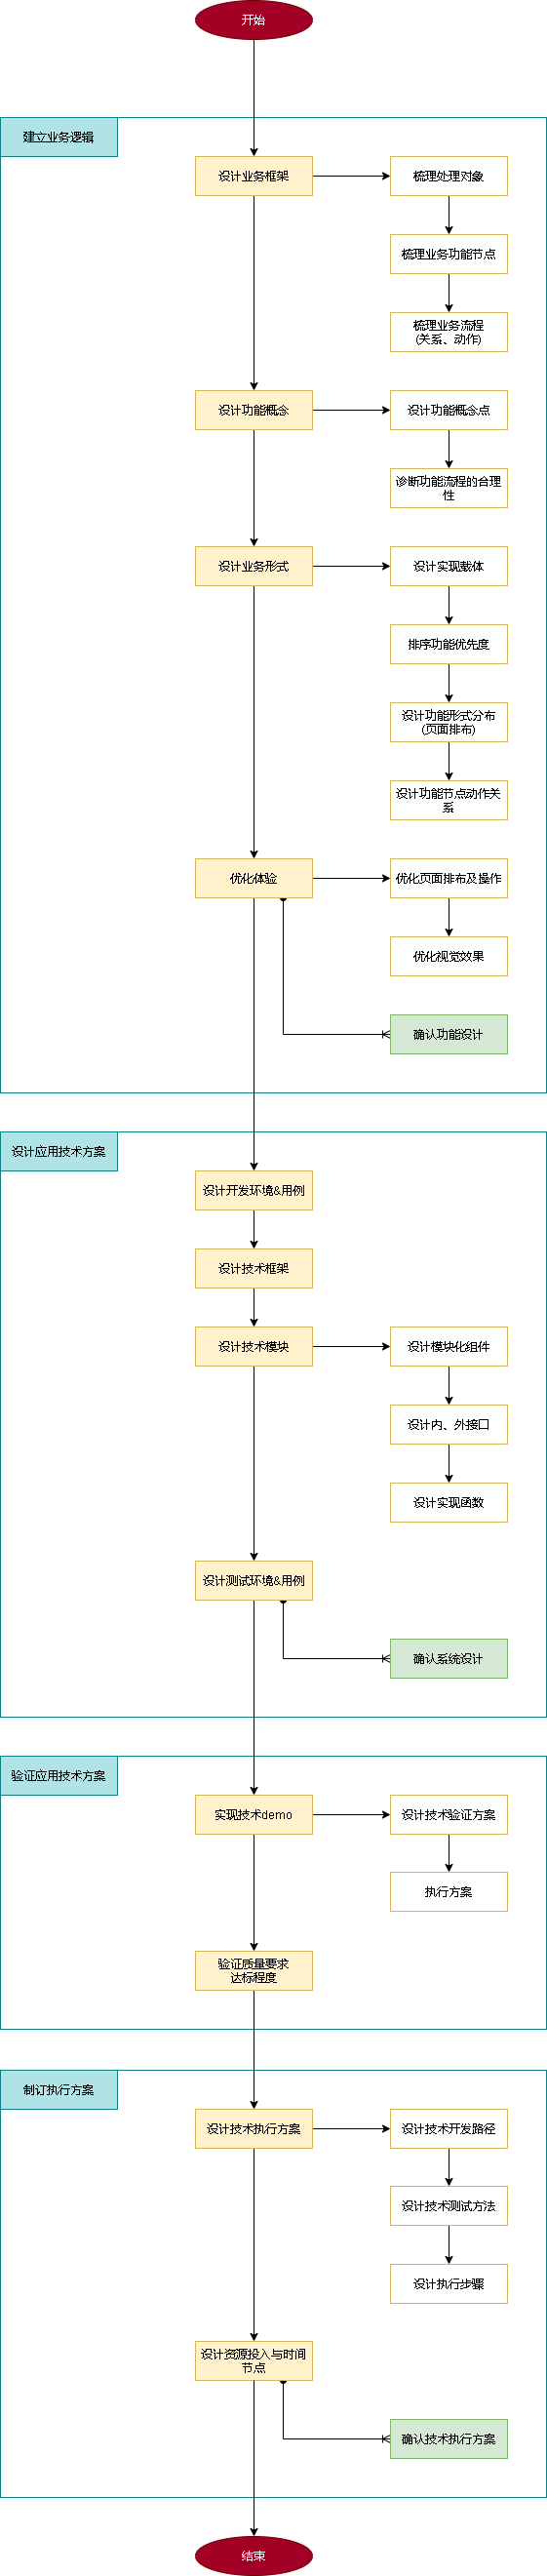 开始
建立业务逻辑
设计业务框架
梳理处理对象
梳理业务功能节点
梳理业务流程
(关系、动作)
设计功能概念
设计功能概念点
诊断功能流程的合理
性
设计业务形式
设计实现载体
排序功能优先度
设计功能形式分布
(页面排布)
设计功能节点动作关
系
优化体验
优化页面排布及操作
优化视觉效果
确认功能设计
设计应用技术方案
设计开发环境&用例
设计技术框架
设计技术模块
设计模块化组件
设计内、外接口
设计实现函数
设计测试环境&用例
确认系统设计
验证应用技术方案
实现技术demo
设计技术验证方案
执行方案
验证质量要求
达标程度
制订执行方案
设计技术执行方案
设计技术开发路径
设计技术测试方法
设计执行步骤
设计资源投入与时间
节点
确认技术执行方案
结束